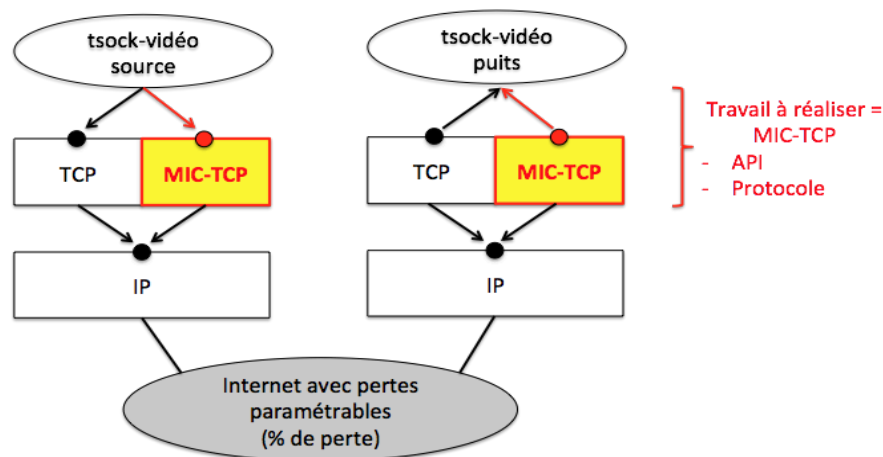 tsock-vidéo
source
tsock-vidéo
puits
TCP
MIC-TCP
TCP
MIC-TCP
Travail à réaliser =
MIC-TCP
- API
- Protocole
IP
IP
Internet avec pertes
paramétrables
(% de perte)